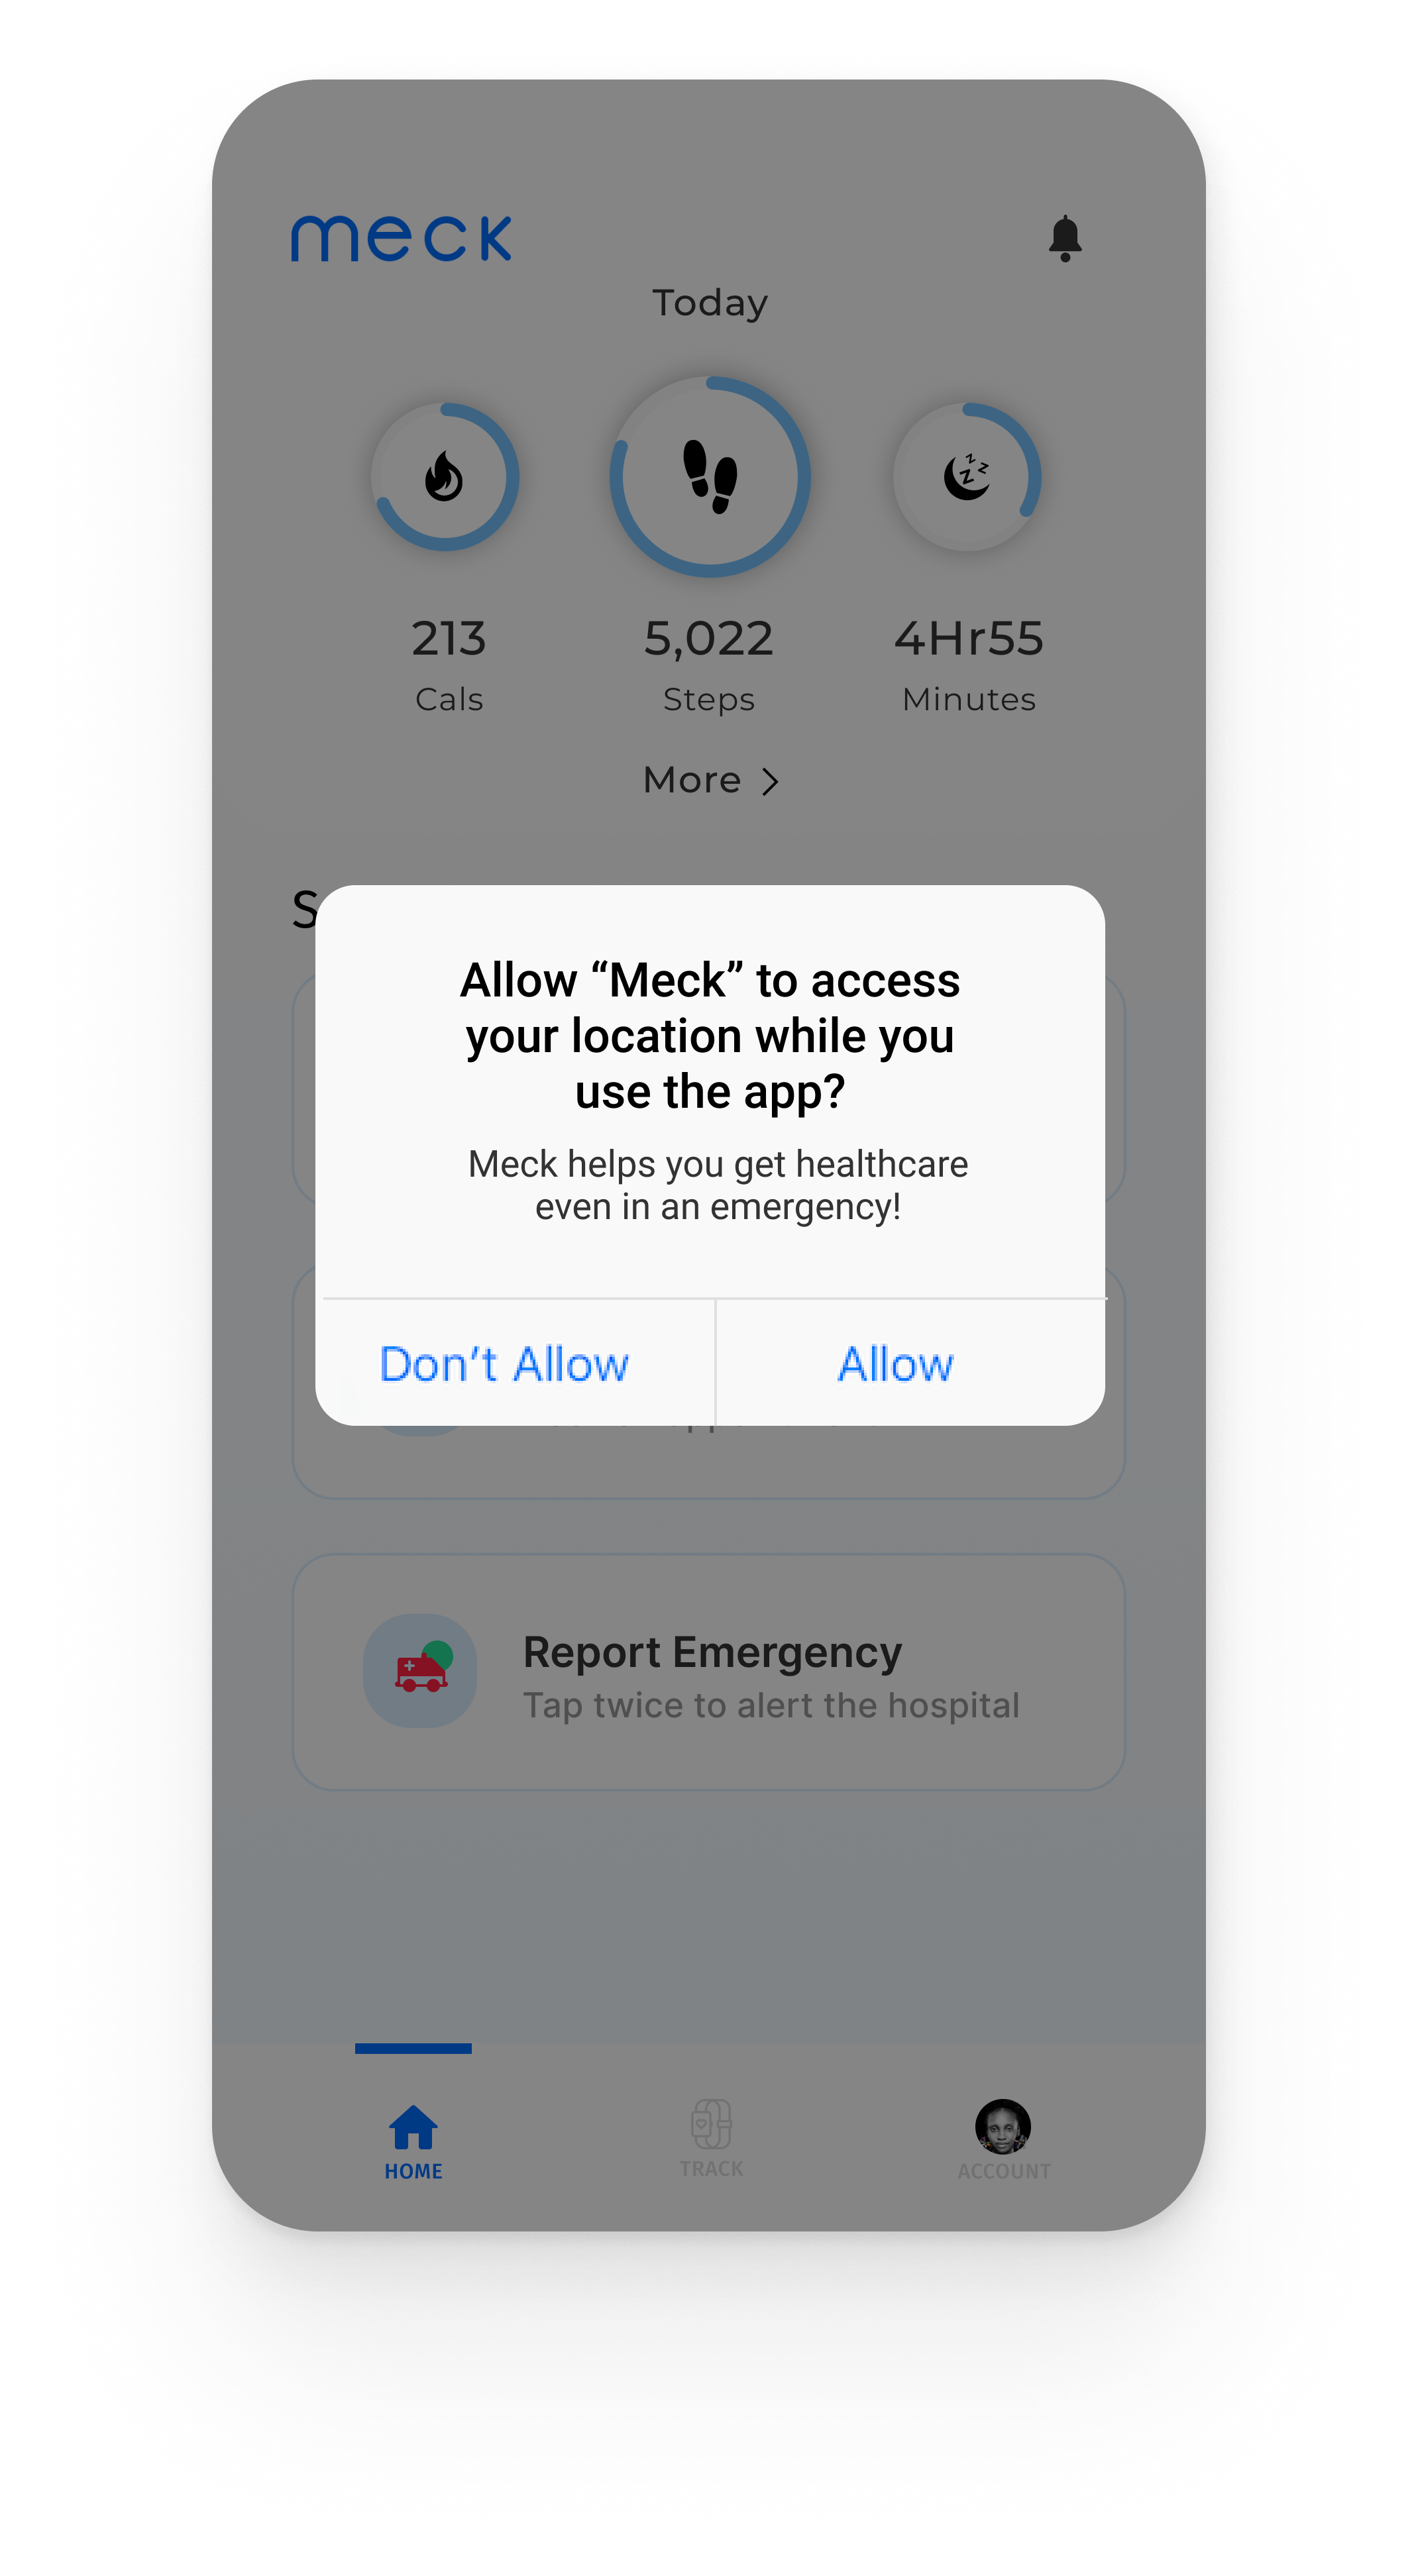 meck
Today
213
Cals
5,022
Steps
4Hr55
Minutes
More
S
Allow “Meck” to access
your location while you
use the app?
Meck helps you get healthcare
even in an emergency!
Don’t Allow
Allow
Report Emergency
Tap twice to alert the hospital
HOME
TRACK
ACCOUNT